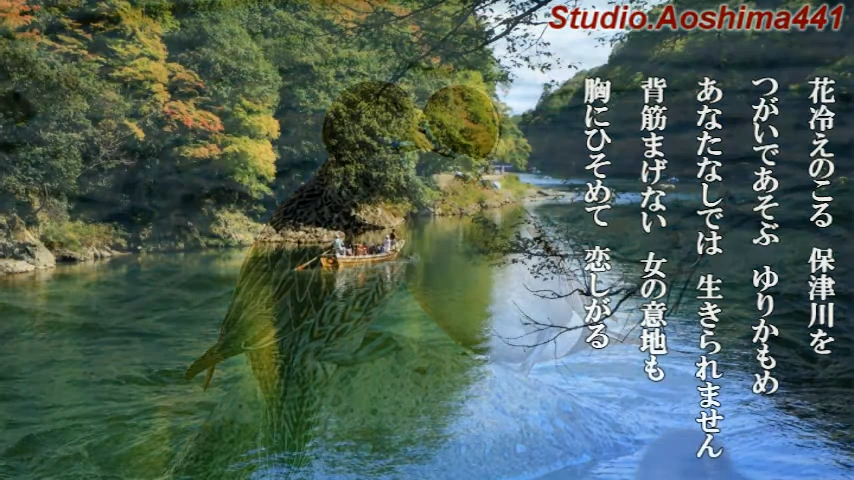 Studio.Aoshima441
花冷えのこる　保津川を
つがいであそぶ　ゆりかもめ
あなたなしでは　生きられません
背筋まげない　女の意地も
胸にひそめて　恋しがる